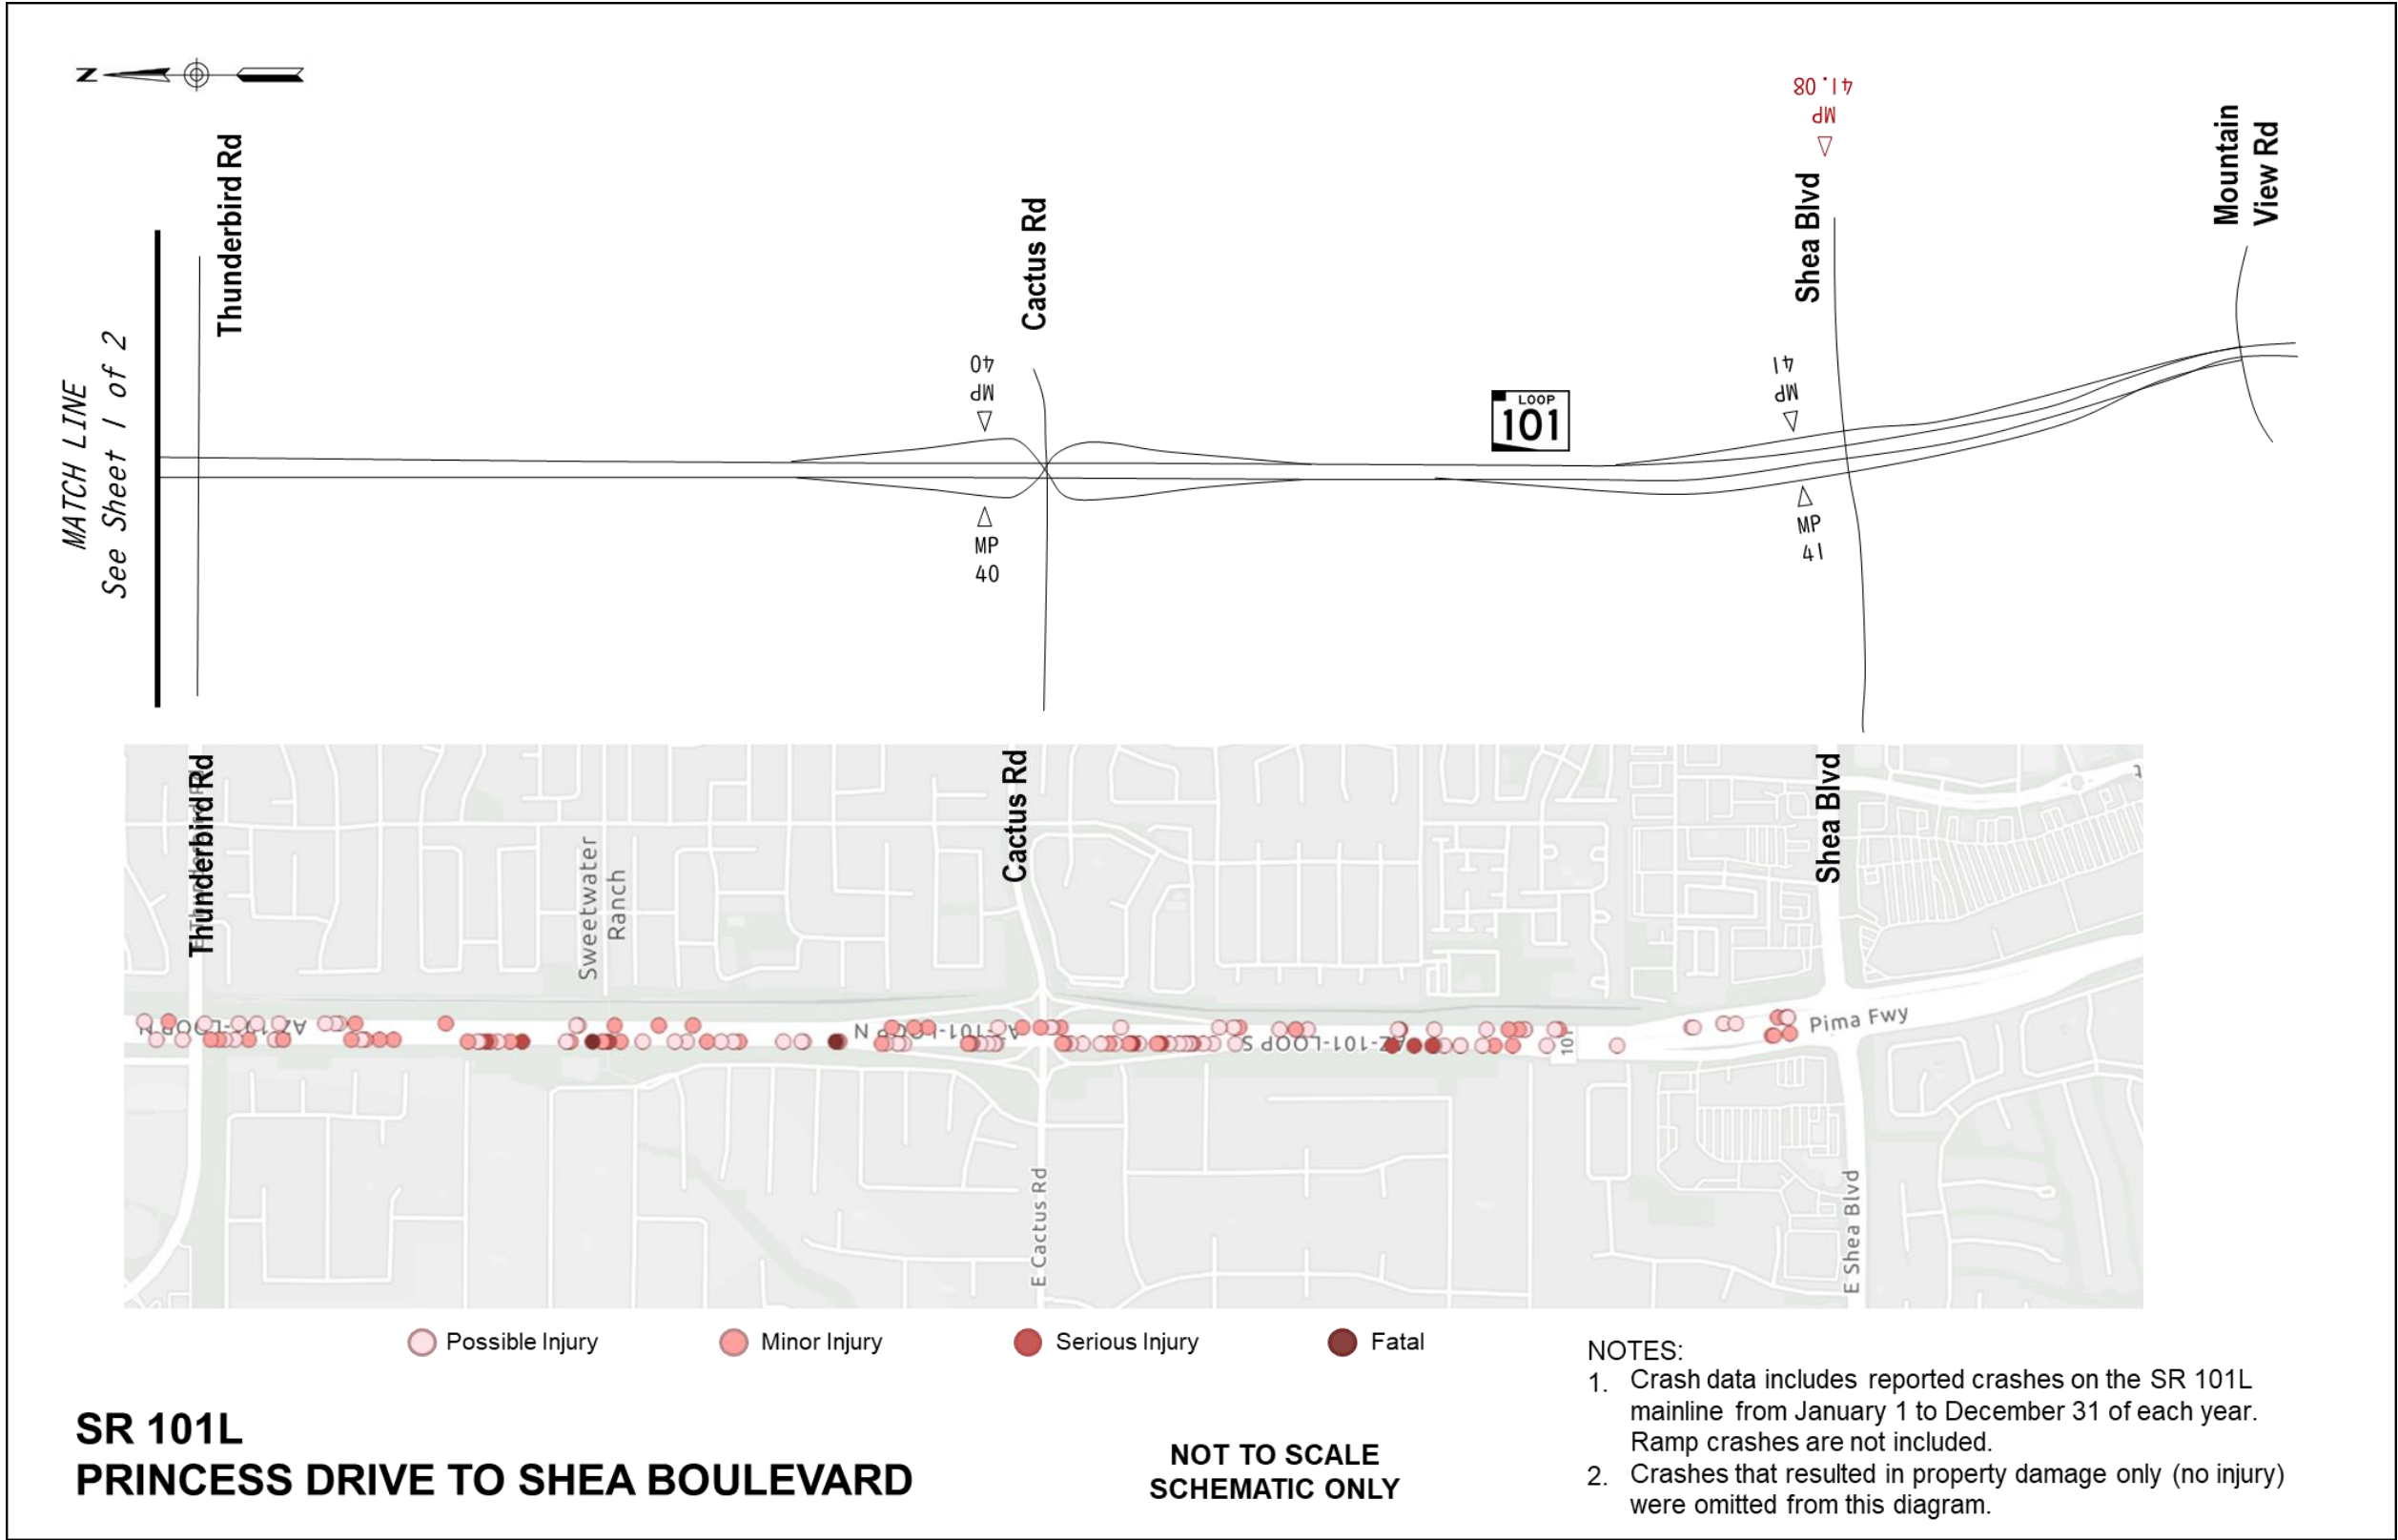 N
MATCH LINE
See Sheet 1 of 2
Thunderbird Rd
Cactus Rd
MP
40
MP
40
LOOP
101
MP
41.08
Shea Blvd
MP
41
MP
41
Mountain
View Rd
Thunderbird Rd
Sweetwater
Ranch
Cactus Rd
Shea Blvd
N
AZ-101-LOOP S
101
Pima Fwy
E Cactus Rd
E Shea Blvd
Possible Injury
Minor Injury
Serious Injury
Fatal
SR 101L
PRINCESS DRIVE TO SHEA BOULEVARD
NOT TO SCALE
SCHEMATIC ONLY
NOTES:
1. Crash data includes reported crashes on the SR 101L
mainline from January 1 to December 31 of each year.
Ramp crashes are not included.
2. Crashes that resulted in property damage only (no injury)
were omitted from this diagram.